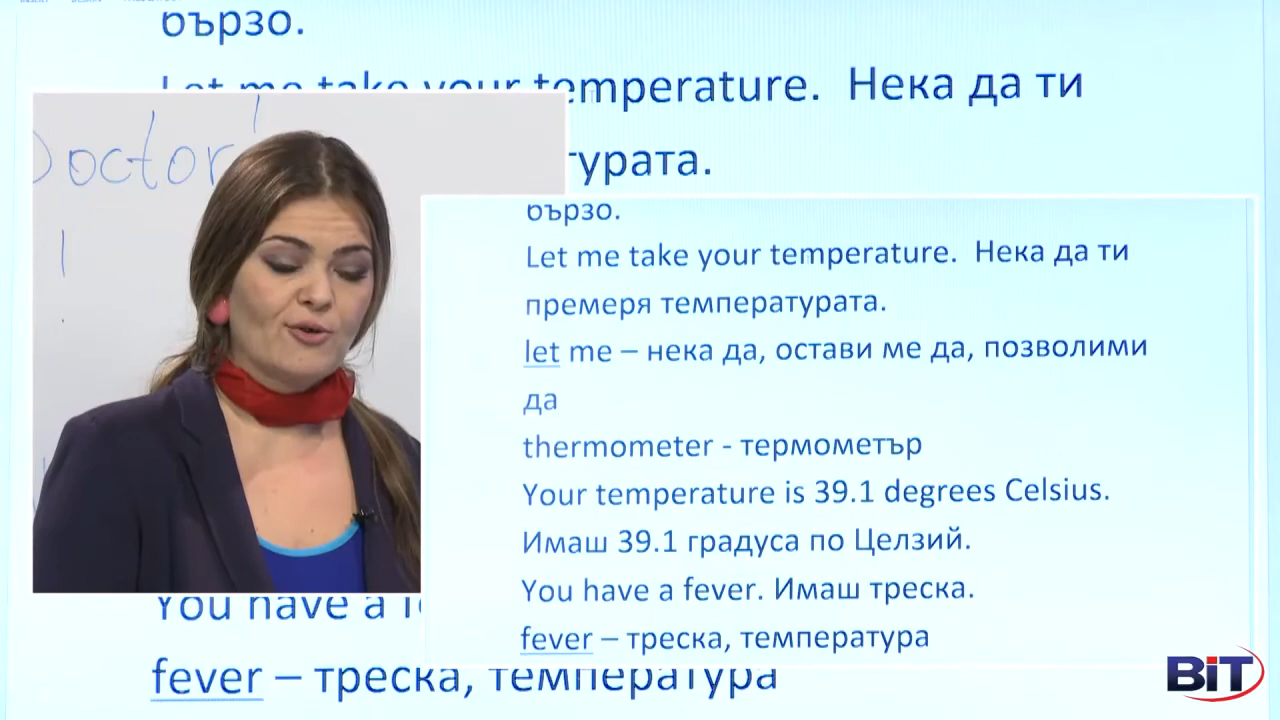 бързо.
Let me take your temperature. Нека да ти
турата.
Doctor
бързо.
Let me take your temperature. Нека да ти
премеря температурата.
let me – нека да, остави ме да, позволими
да
thermometer - термометър
Your temperature is 39.1 degrees Celsius.
Имаш 39.1 градуса по Целзий.
You have a fever. Имаш треска.
fever – треска, температура
You have a
fever – треска, температура
BiT